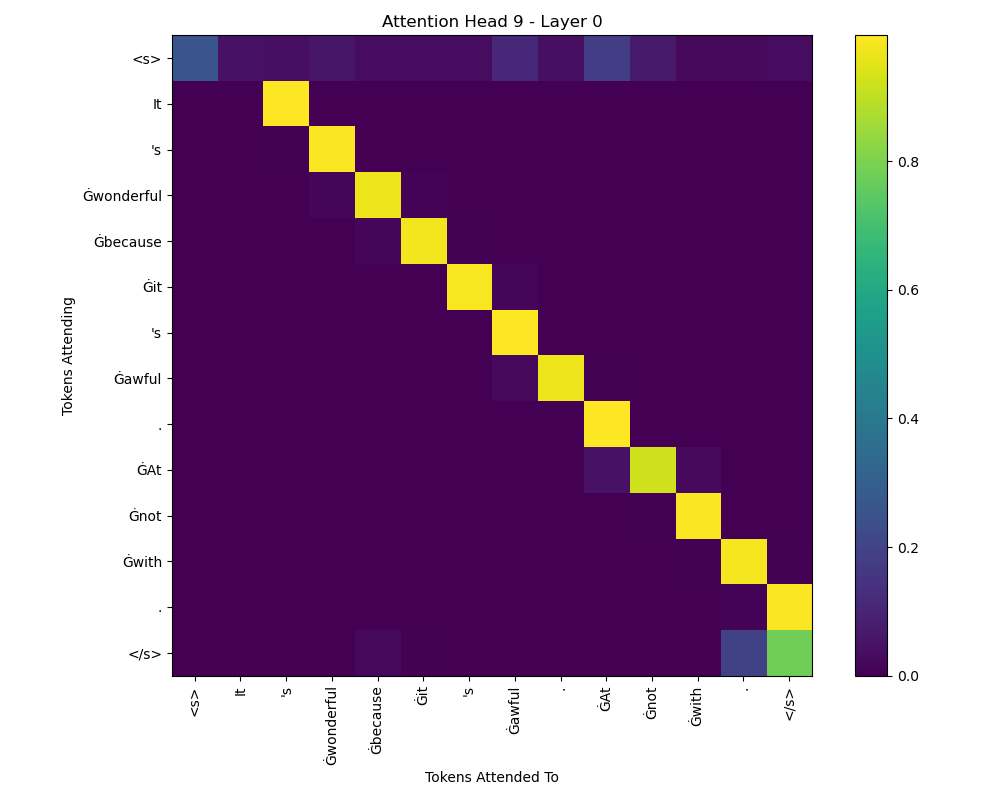 Attention Head 9 - Layer 0
<s>
It
's
Ġwonderful
Ġbecause
Ġit
's
Ġawful
.
ĠAt
Ġnot
Ġwith
.
</s>
Tokens Attending
<s>
It
's
Ġwonderful
Ġbecause
Ġit
's
Ġawful
.
ĠAt
Ġnot
Ġwith
.
</s>
Tokens Attended To
0.8
0.6
0.4
0.2
0.0